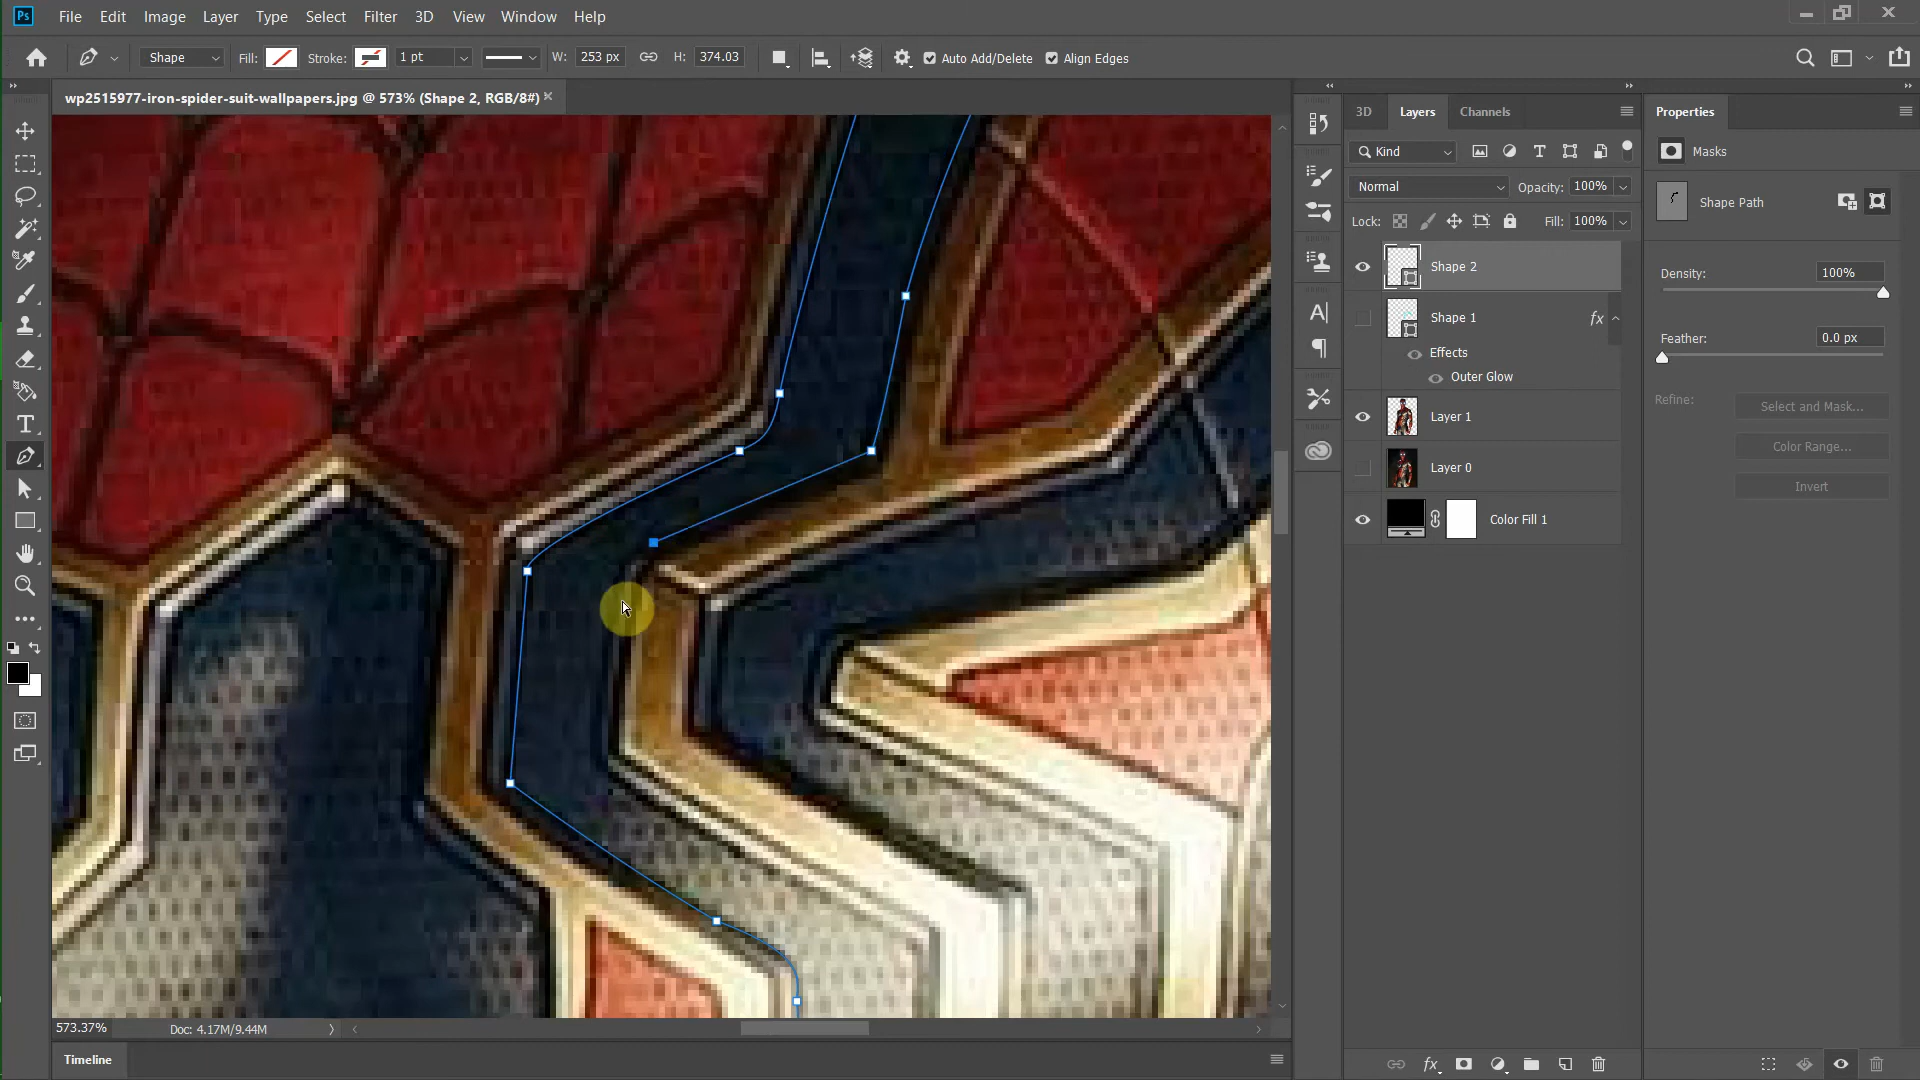 Ps File Edit Image Layer Type Select Filter 3D View Window Help
Shape Fill: Stroke: 1 pt W: 253 px H: 374.03 Auto Add/Delete Align Edges
wp2515977-iron-spider-suit-wallpapers.jpg @ 573% (Shape 2, RGB/8#)
3D Layers Channels
Kind
Normal Opacity: 100%
Lock: Fill: 100%
Shape 2
Shape 1 fx
Effects
Outer Glow
Layer 1
Layer 0
Color Fill 1
Properties
Masks
Shape Path
Density: 100%
Feather: 0.0 px
Refine: Select and Mask...
Color Range...
Invert
573.37% Doc: 4.17M/9.44M
Timeline
fx